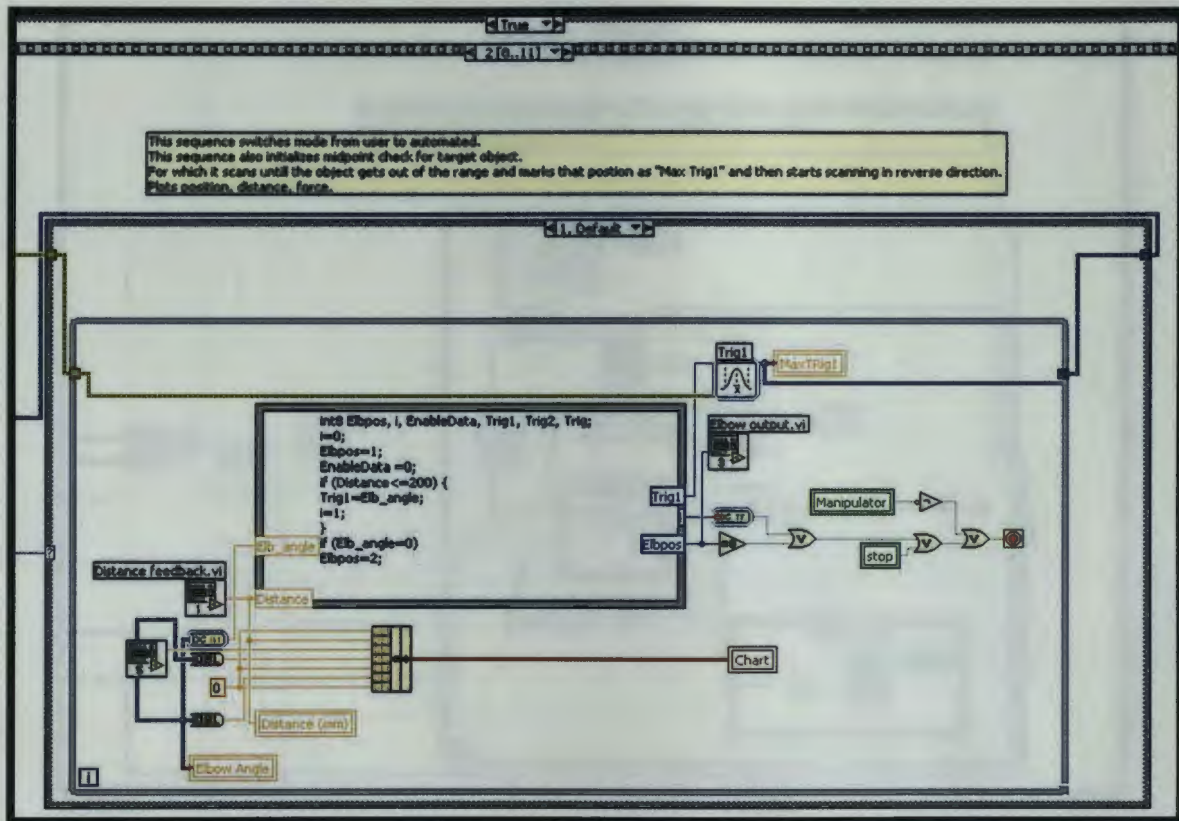 True
2 [0..11]
This sequence switches mode from user to automated.
This sequence also initializes midpoint check for target object.
For which it scans untill the object gets out of the range and marks that postion as "Max Trig1" and then starts scanning in reverse direction.
Plots position, distance, force.
1, Default
Trig1
MaxTRig1
int8 Elbpos, i, EnableData, Trig1, Trig2, Trig;
i=0;
Elbpos=1;
EnableData =0;
if (Distance<=200) {
Trig1=Elb_angle;
i=1;
}
if (Elb_angle=0)
Elbpos=2;
Elbow output.vi
Trig1
Manipulator
Elb_angle
Elbpos
stop
Distance feedback.vi
Distance
0
Chart
Distance (mm)
Elbow Angle
i